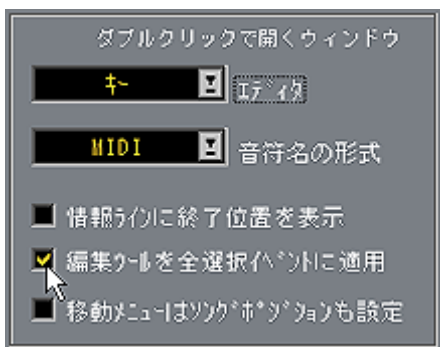 ダブルクリックで開くウィンドウ
キー
エディタ
MIDI
音符名の形式
情報ラインに終了位置を表示
編集ツールを全選択イベントに適用
移動メニューはソングポジションも設定